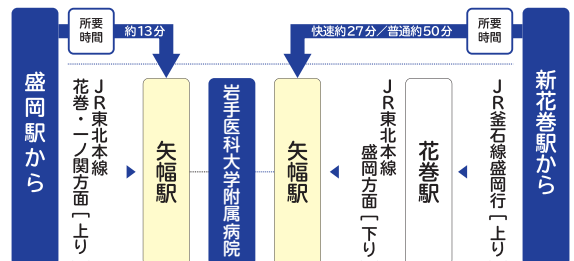 所要
時間
約13分
快速約27分／普通約50分
所要
時間
盛岡駅から
JR東北本線
花巻・一ノ関方面［上り
矢幅駅
岩手医科大学附属病院
矢幅駅
JR東北本線
盛岡方面［下り
花巻駅
JR釜石線盛岡行［上り
新花巻駅から